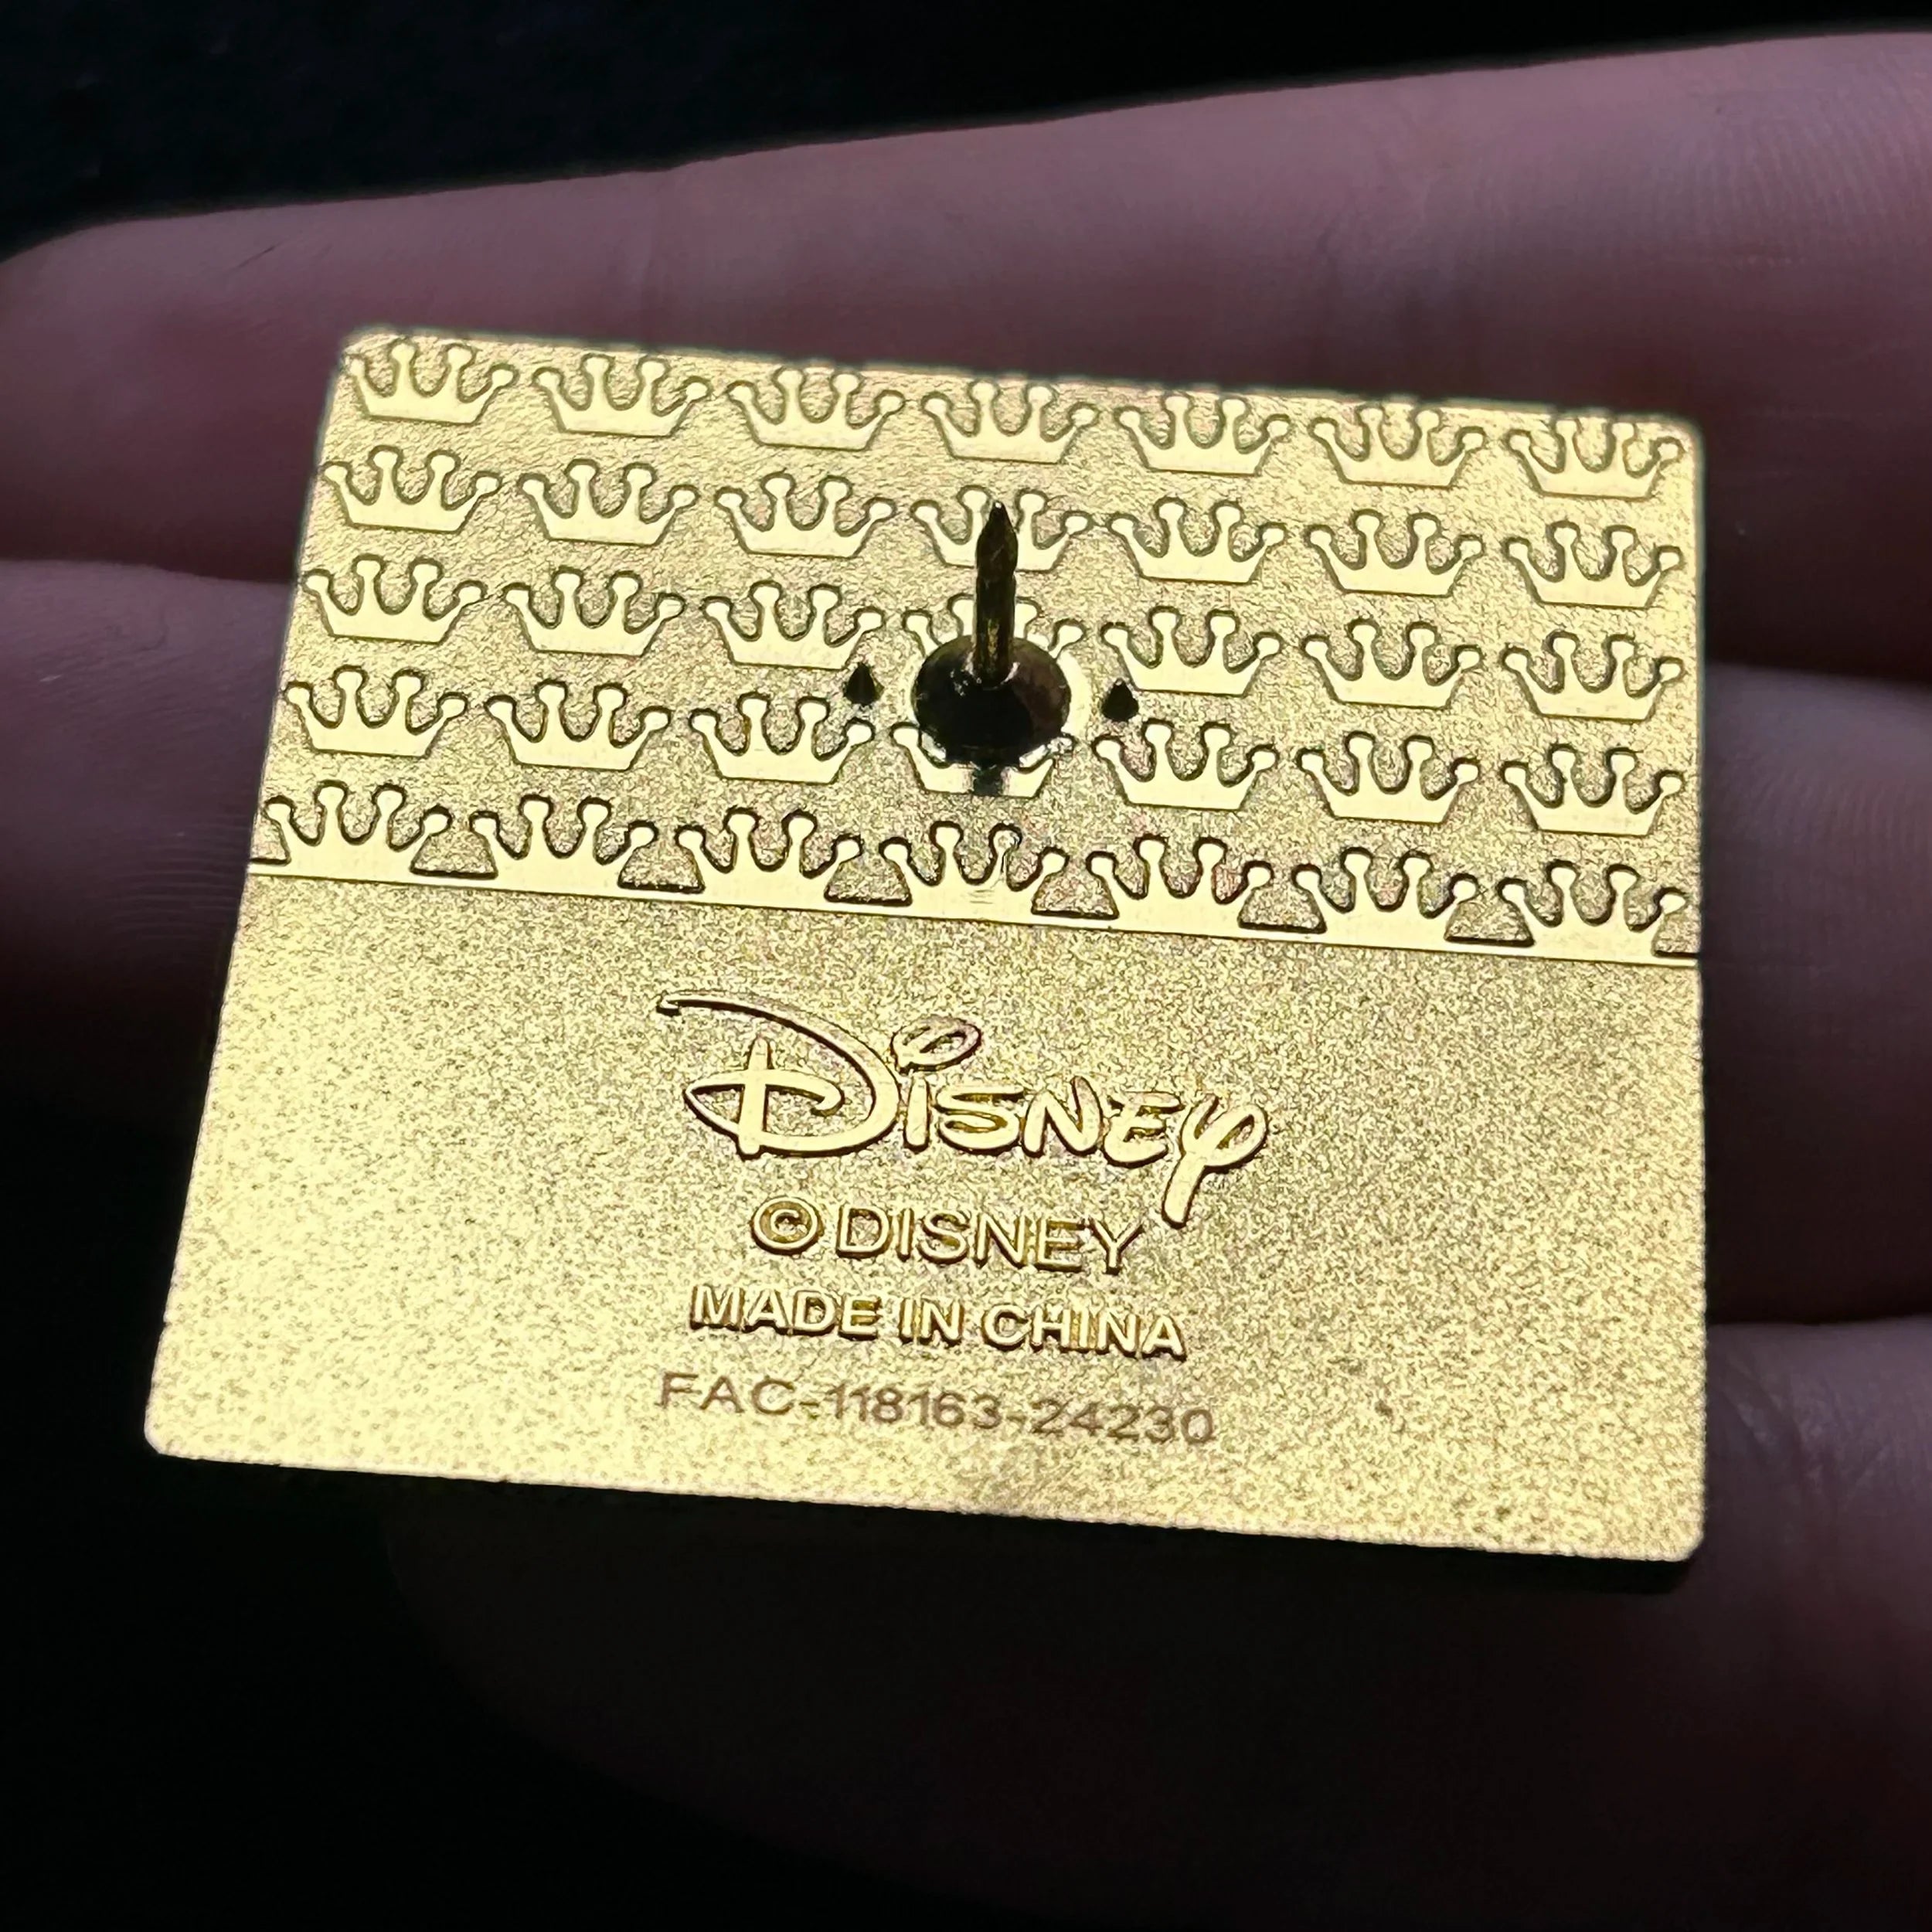 Disney
© DISNEY
MADE IN CHINA
FAC-118163-24230